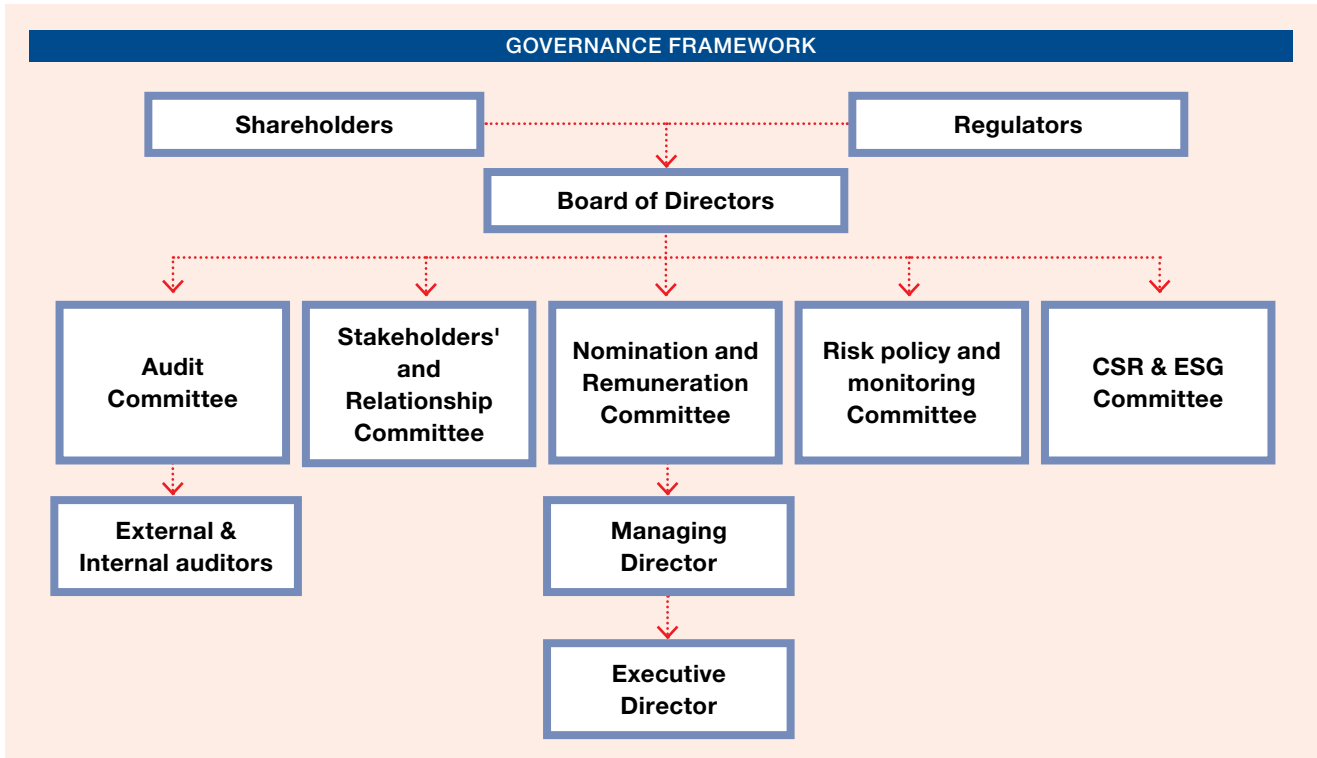 GOVERNANCE FRAMEWORK
Shareholders
Regulators
Board of Directors
Audit
Committee
Stakeholders'
and
Relationship
Committee
Nomination and
Remuneration
Committee
Risk policy and
monitoring
Committee
CSR & ESG
Committee
External &
Internal auditors
Managing
Director
Executive
Director